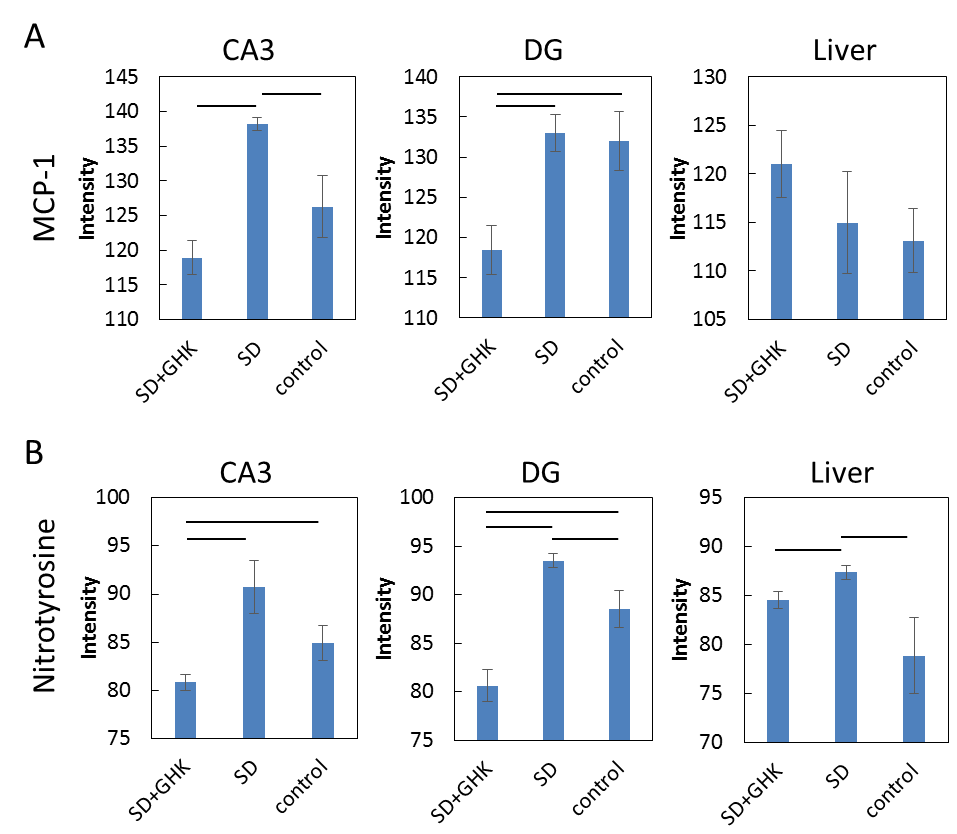 A
MCP-1
CA3
Intensity
145
140
135
130
125
120
115
110
SD+GHK
SD
control
DG
Intensity
140
135
130
125
120
115
110
SD+GHK
SD
control
Liver
Intensity
130
125
120
115
110
105
SD+GHK
SD
control
B
Nitrotyrosine
CA3
Intensity
100
95
90
85
80
75
SD+GHK
SD
control
DG
Intensity
100
95
90
85
80
75
SD+GHK
SD
control
Liver
Intensity
95
90
85
80
75
70
SD+GHK
SD
control